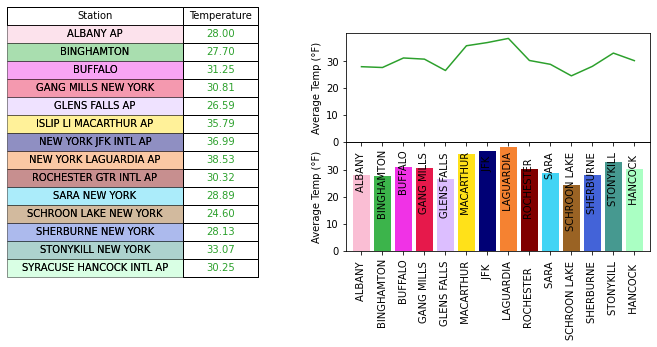 Station Temperature
ALBANY AP 28.00
BINGHAMTON 27.70
BUFFALO 31.25
GANG MILLS NEW YORK 30.81
GLENS FALLS AP 26.59
ISLIP LI MACARTHUR AP 35.79
NEW YORK JFK INTL AP 36.99
NEW YORK LAGUARDIA AP 38.53
ROCHESTER GTR INTL AP 30.32
SARA NEW YORK 28.89
SCHROON LAKE NEW YORK 24.60
SHERBURNE NEW YORK 28.13
STONYKILL NEW YORK 33.07
SYRACUSE HANCOCK INTL AP 30.25
Average Temp (°F)
30
20
10
0
ALBANY
BINGHAMTON
BUFFALO
GANG MILLS
GLENS FALLS
MACARTHUR
JFK
LAGUARDIA
ROCHESTER
SARA
SCHROON LAKE
SHERBURNE
STONYKILL
HANCOCK
Average Temp (°F)
30
20
10
0
ALBANY
BINGHAMTON
BUFFALO
GANG MILLS
GLENS FALLS
MACARTHUR
JFK
LAGUARDIA
ROCHESTER
SARA
SCHROON LAKE
SHERBURNE
STONYKILL
HANCOCK